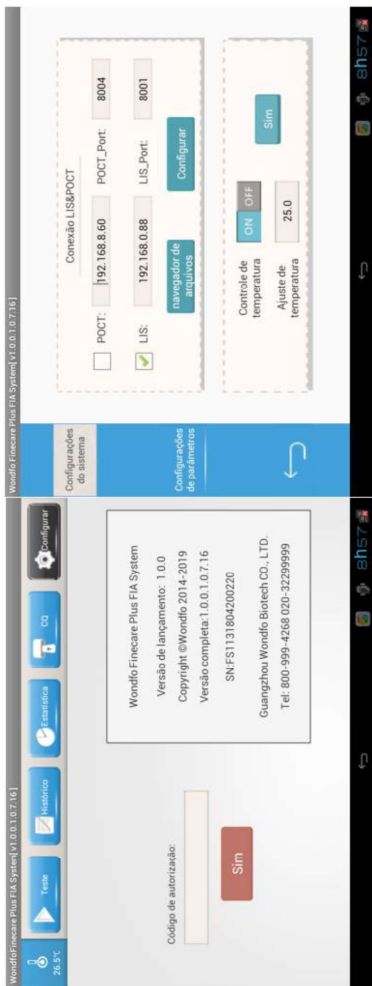 WondfoFinecare Plus FIA System[ v1.0.0.1.0.7.16 ]
26.5℃
Teste
Histórico
Estatística
CQ
Configurar
Código de autorização:
Sim
Wondfo Finecare Plus FIA System
Versão de lançamento: 1.0.0
Copyright ©Wondfo 2014-2019
Versão completa:1.0.0.1.0.7.16
SN:FS1131804200220
Guangzhou Wondfo Biotech CO., LTD.
Tel: 800-999-4268 020-32299999
8h57
Wondfo Finecare Plus FIA System[ v1.0.0.1.0.7.16]
Configurações
do sistema
Configurações
de parâmetros
Conexão LIS&POCT
POCT: 192.168.8.60 POCT_Port: 8004
LIS: 192.168.0.88 LIS_Port: 8001
navegador de
arquivos
Configurar
Controle de
temperatura
ON OFF
Ajuste de
temperatura
25.0
Sim
8h57